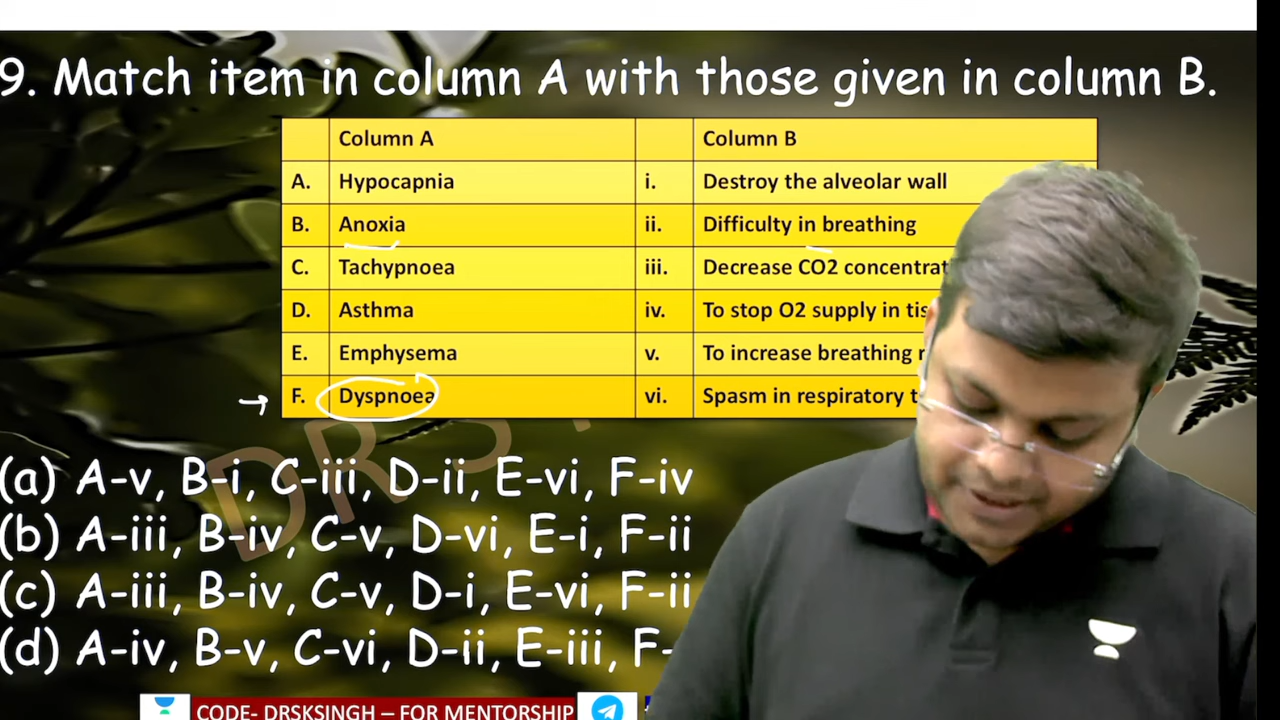 9. Match item in column A with those given in column B.
Column A Column B
A. Hypocapnia i. Destroy the alveolar wall
B. Anoxia ii. Difficulty in breathing
C. Tachypnoea iii. Decrease CO2
D. Asthma iv. To stop O2 supply in
E. Emphysema v. To increase breathing
F. Dyspnoea vi. Spasm in respiratory
DR S
(a) A-v, B-i, C-iii, D-ii, E-vi, F-iv
(b) A-iii, B-iv, C-v, D-vi, E-i, F-ii
(c) A-iii, B-iv, C-v, D-i, E-vi, F-ii
(d) A-iv, B-v, C-vi, D-ii, E-iii, F-
CODE- DRSKSINGH – FOR MENTORSHIP